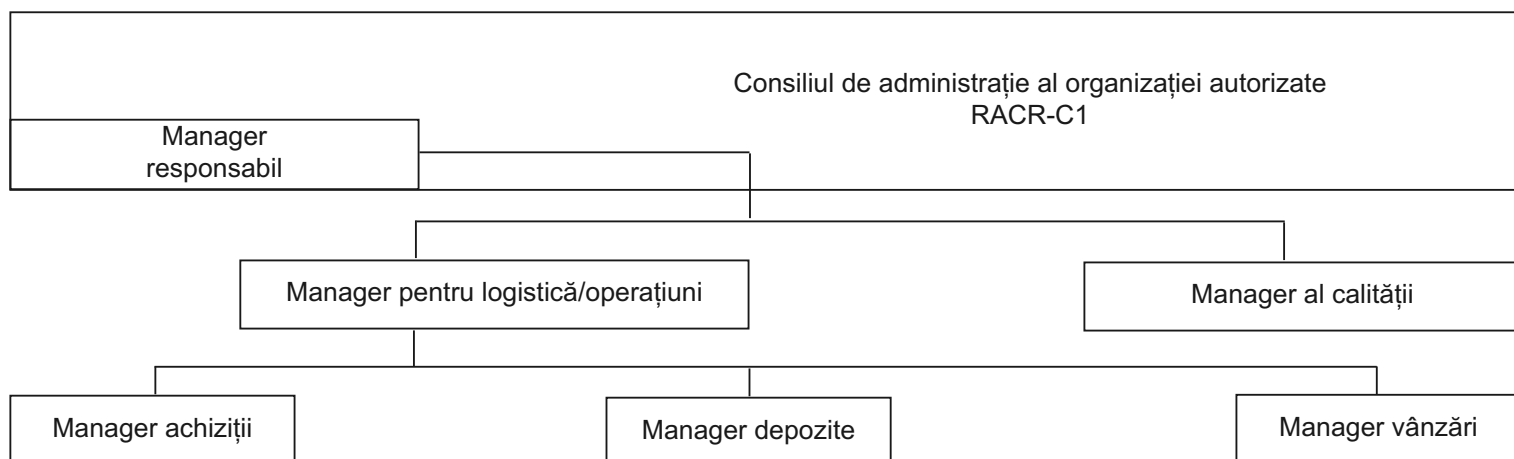 Consiliul de administrație al organizației autorizate
RACR-C1
Manager
responsabil
Manager pentru logistică/operațiuni
Manager al calității
Manager achiziții
Manager depozite
Manager vânzări